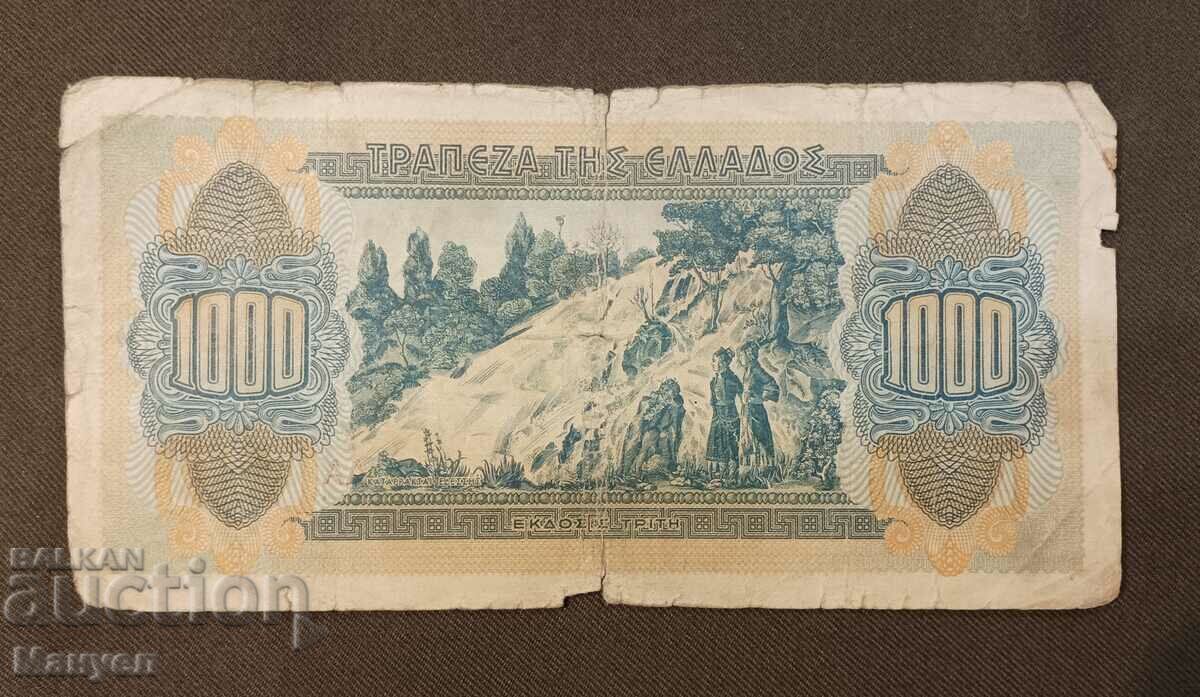 ΤΡΑΠΕΖΑ ΤΗΣ ΕΛΛΑΔΟΣ
1000
1000
ΕΚΔΟΣΙΣ ΤΡΙΤΗ
BALKAN
auction
Мануел